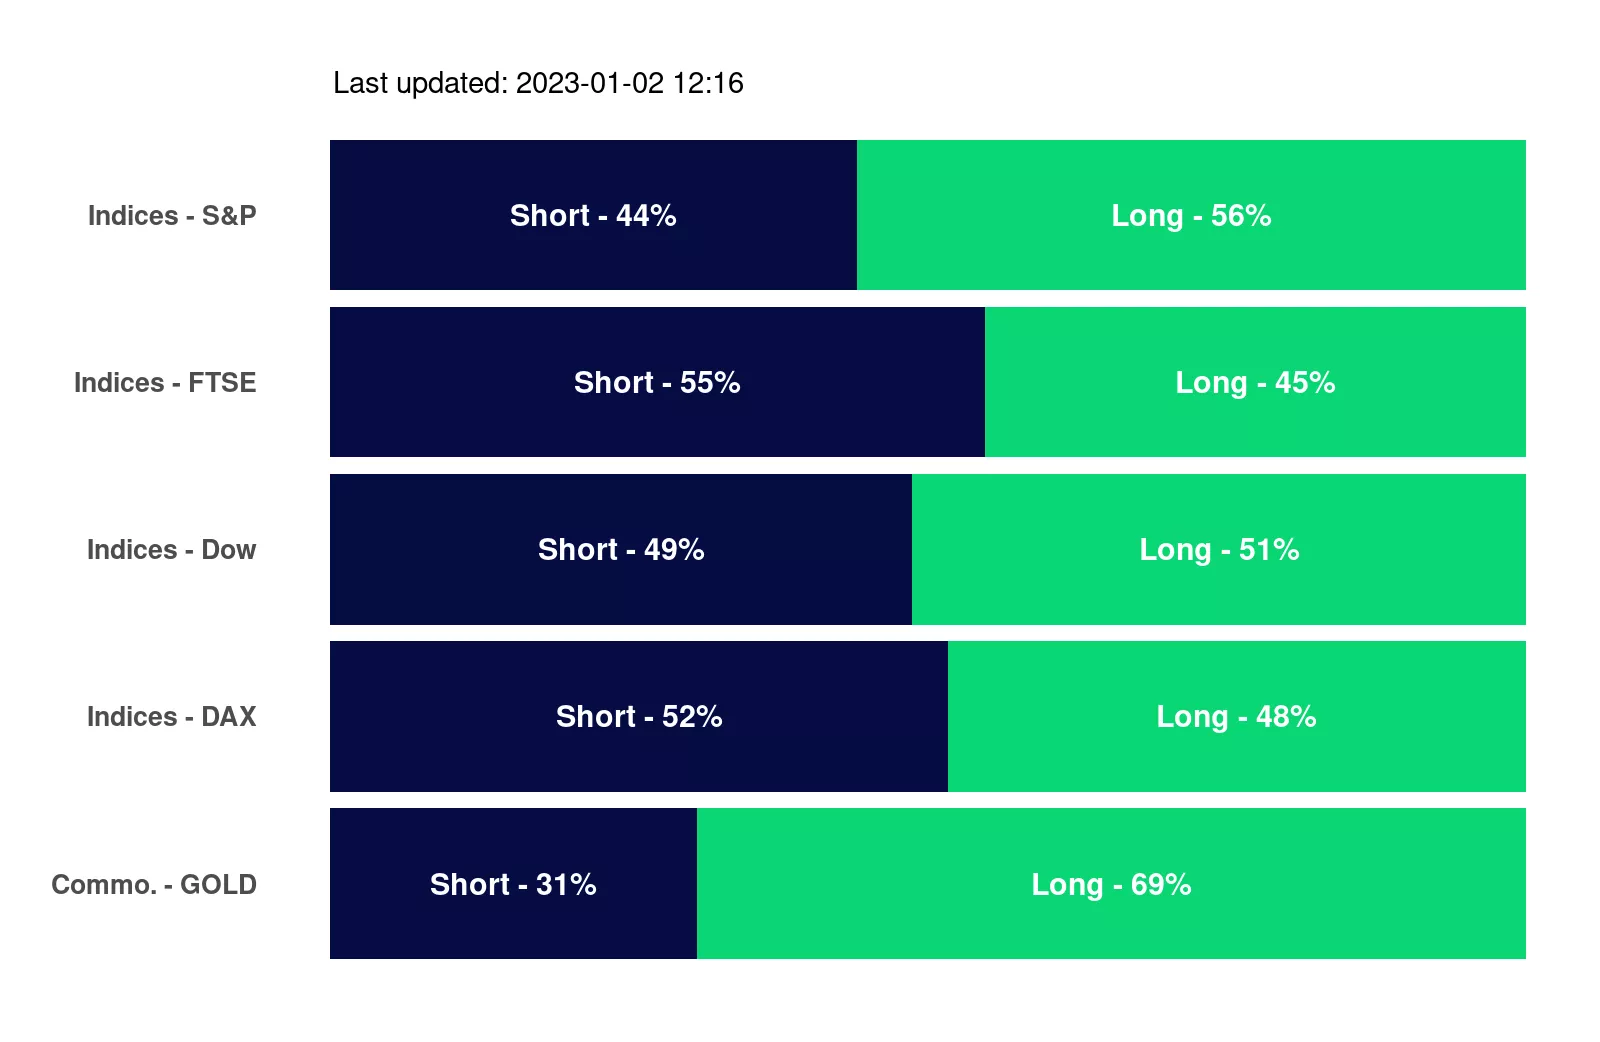 Last updated: 2023-01-02 12:16
Indices - S&P Short - 44% Long - 56%
Indices - FTSE Short - 55% Long - 45%
Indices - Dow Short - 49% Long - 51%
Indices - DAX Short - 52% Long - 48%
Commo. - GOLD Short - 31% Long - 69%